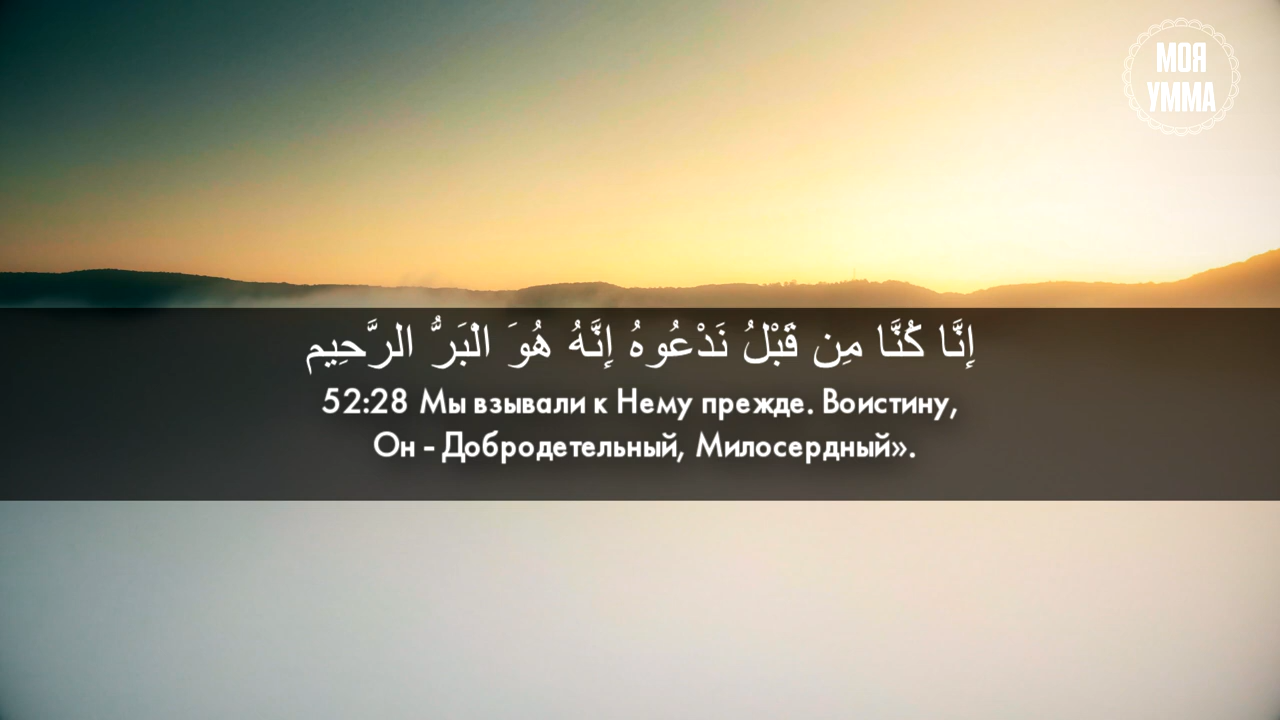 МОЯ
УММА
إِنَّا كُنَّا مِن قَبْلُ نَدْعُوهُ إِنَّهُ هُوَ الْبَرُّ الرَّحِيم
52:28 Мы взывали к Нему прежде. Воистину,
Он - Добродетельный, Милосердный».